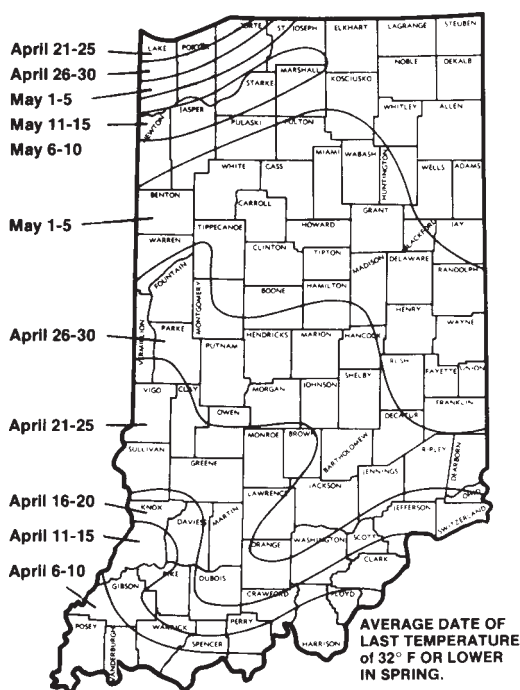 April 21-25
April 26-30
May 1-5
May 11-15
May 6-10
May 1-5
April 26-30
April 21-25
April 16-20
April 11-15
April 6-10
LAKE
PORTER
ST. JOSEPH
ELKHART
LAGRANGE
STEUBEN
NOBLE
DEKALB
STARKE
MARSHALL
KOSCIUSKO
NEWTON
JASPER
PULASKI
FULTON
WHITLEY
ALLEN
WHITE
CASS
MIAMI
WABASH
HUNTINGTON
WELLS
ADAMS
BENTON
CARROLL
GRANT
BLACKFORD
JAY
WARREN
TIPPECANOE
HOWARD
CLINTON
TIPTON
MADISON
DELAWARE
RANDOLPH
FOUNTAIN
MONTGOMERY
BOONE
HAMILTON
HENRY
WAYNE
VERMILLION
PARKE
PUTNAM
HENDRICKS
MARION
HANCOCK
RUSH
FAYETTE
UNION
SHELBY
VIGO
CLAY
OWEN
MORGAN
JOHNSON
DECATUR
FRANKLIN
SULLIVAN
GREENE
MONROE
BROWN
BARTHOLOMEW
RIPLEY
DEARBORN
JENNINGS
JACKSON
LAWRENCE
OHIO
KNOX
DAVIES
MARTIN
ORANGE
WASHINGTON
SCOTT
JEFFERSON
SWITZERLAND
CLARK
GIBSON
PIKE
DUBOIS
CRAWFORD
FLOYD
POSEY
VANDERBURGH
WARRICK
SPENCER
PERRY
HARRISON
AVERAGE DATE OF
LAST TEMPERATURE
of 32° F OR LOWER
IN SPRING.